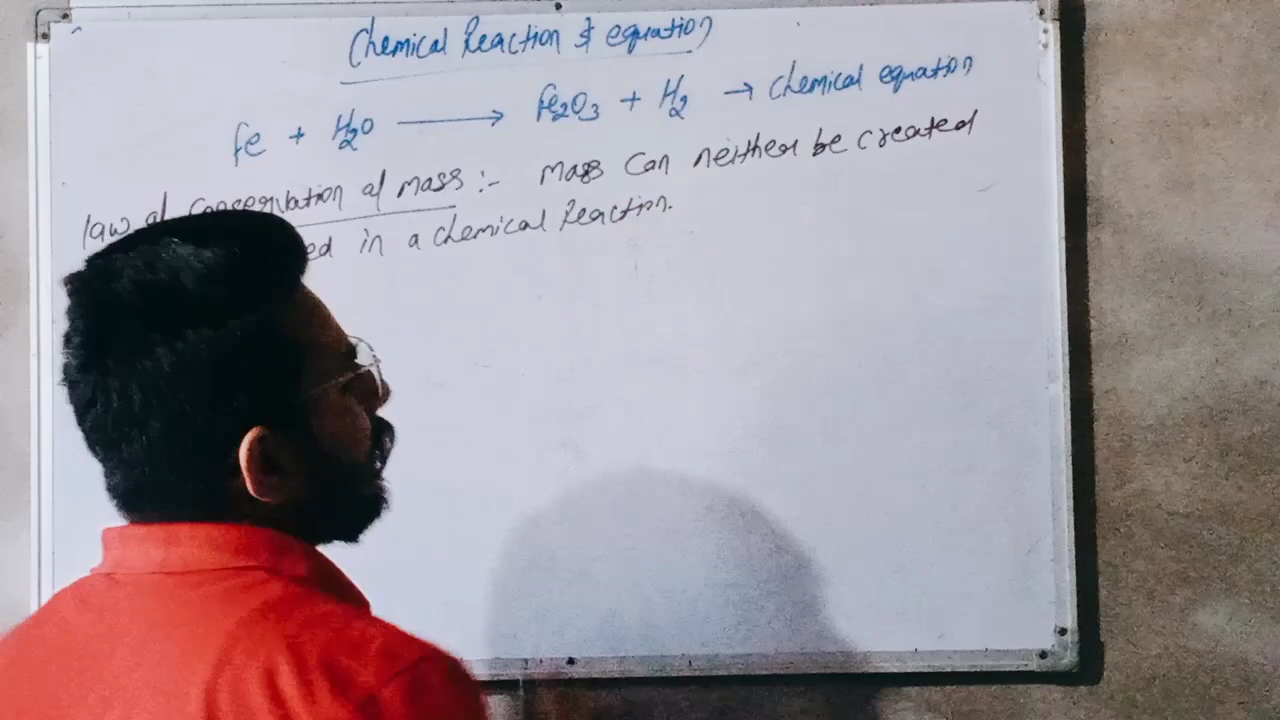 Chemical Reaction & equation
Fe + H₂O ⟶ Fe₂O₃ + H₂ → chemical equation
law of conservation of mass :- mass can neither be created
ed in a chemical Reaction.